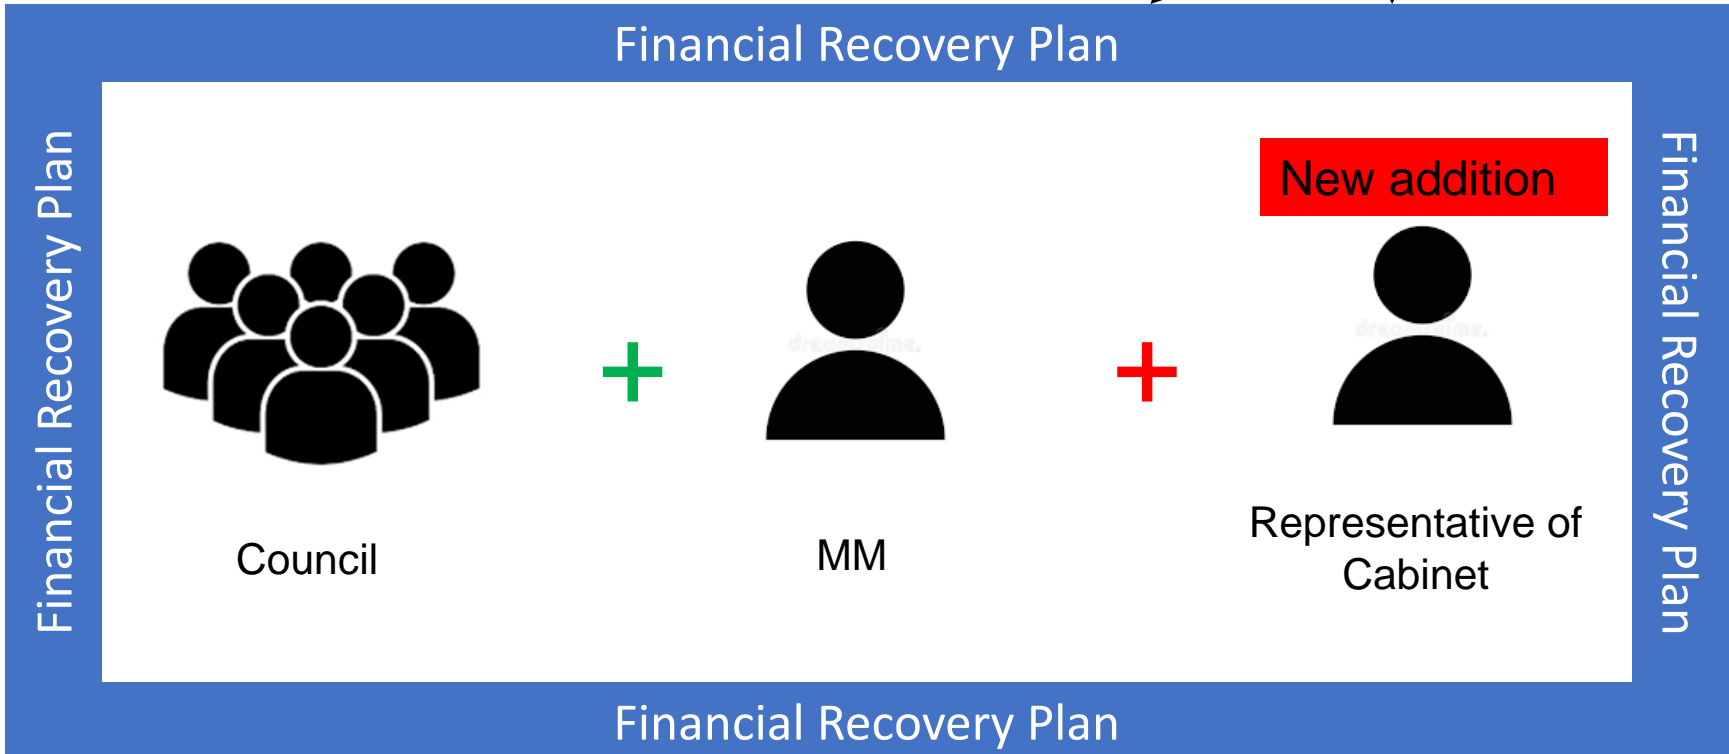 Financial Recovery Plan
Financial Recovery Plan
Financial Recovery Plan
New addition
Council
MM
Representative of
Cabinet
Financial Recovery Plan